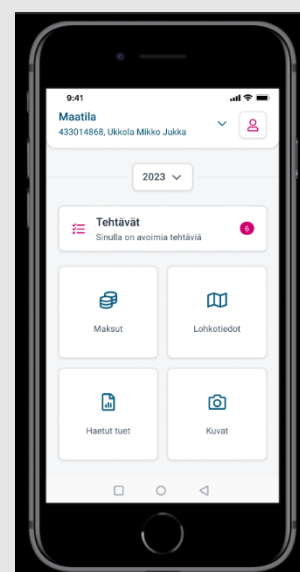 9:41
Maatila
433014868, Ukkola Mikko Jukka
2023
Tehtävät
Sinulla on avoimia tehtäviä
6
Maksut
Lohkotiedot
Haetut tuet
Kuvat